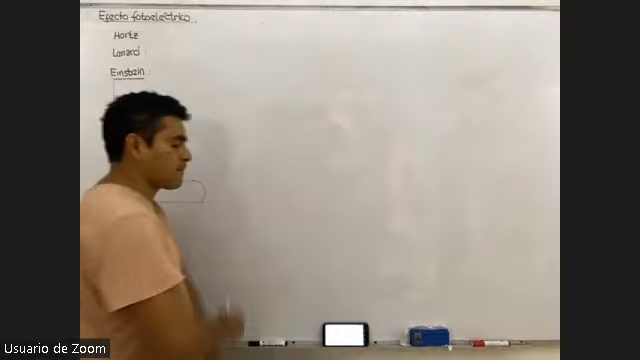 Efecto fotoeléctrico
Hertz
Lenard
Einstein
Usuario de Zoom